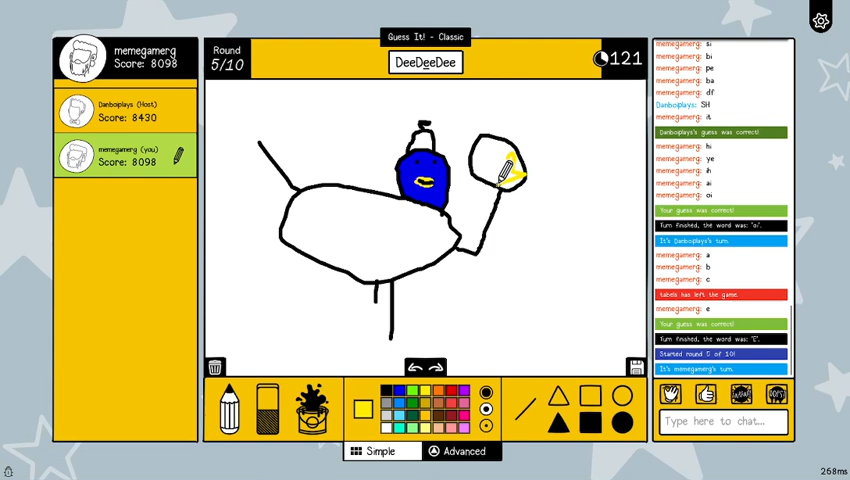 Guess It! - Classic
memegamerg
Score: 8098
Danboiplays (Host)
Score: 8430
memegamerg (you)
Score: 8098
Round
5/10
DeeDeeDee
121
memegamerg: si
memegamerg: bi
memegamerg: pe
memegamerg: ba
memegamerg: df
Danboiplays: SH
memegamerg: it
Danboiplays's guess was correct!
memegamerg: hi
memegamerg: ye
memegamerg: ih
memegamerg: ai
memegamerg: oi
Your guess was correct!
Turn finished, the word was: "oi".
It's Danboiplays's turn.
memegamerg: a
memegamerg: b
memegamerg: c
tabels has left the game.
memegamerg: e
Your guess was correct!
Turn finished, the word was: "E".
Started round 5 of 10!
It's memegamerg's turn.
Type here to chat...
Simple
Advanced
268ms